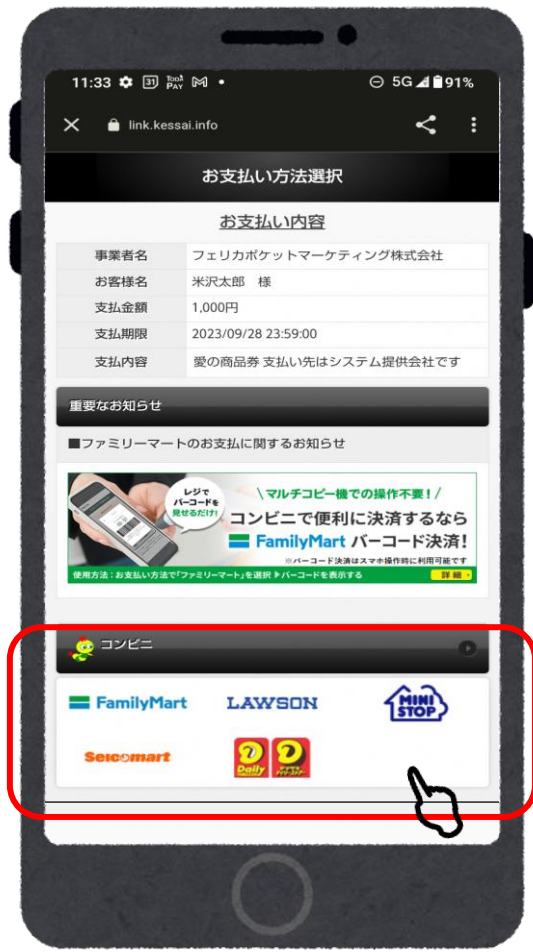 11:33 31 Tool PAY 5G 91%
link.kessai.info
お支払い方法選択
お支払い内容
事業者名 フェリカポケットマーケティング株式会社
お客様名 米沢太郎 様
支払金額 1,000円
支払期限 2023/09/28 23:59:00
支払内容 愛の商品券 支払い先はシステム提供会社です
重要なお知らせ
■ファミリーマートのお支払に関するお知らせ
レジで
バーコードを
見せるだけ!
\ マルチコピー機での操作不要! /
コンビニで便利に決済するなら
FamilyMart バーコード決済!
※バーコード決済はスマホ操作時に利用可能です
使用方法:お支払い方法で「ファミリーマート」を選択▶バーコードを表示する 詳細
コンビニ
FamilyMart LAWSON MINI STOP
Seicomart Daily